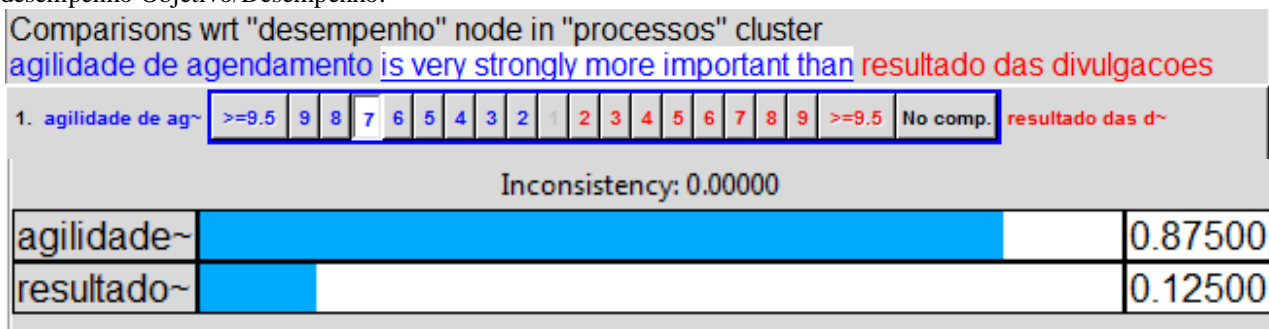 desempenho Objetivo/Desempenho.
Comparisons wrt "desempenho" node in "processos" cluster
agilidade de agendamento is very strongly more important than resultado das divulgacoes
1. agilidade de ag~ >=9.5 9 8 7 6 5 4 3 2 1 2 3 4 5 6 7 8 9 >=9.5 No comp. resultado das d~
Inconsistency: 0.00000
agilidade~ 0.87500
resultado~ 0.12500